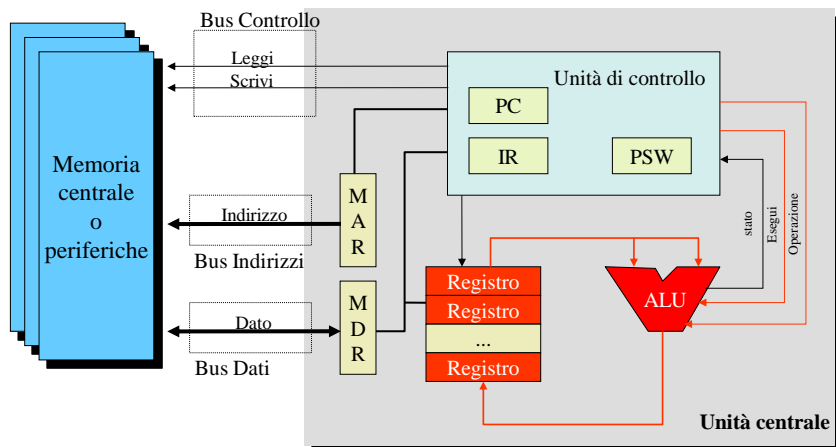 Bus Controllo
Leggi
Scrivi
Unità di controllo
PC
IR
PSW
Memoria
centrale
o
periferiche
M
A
R
Indirizzo
Bus Indirizzi
stato
Esegui
Operazione
Registro
Registro
...
Registro
ALU
M
D
R
Dato
Bus Dati
Unità centrale